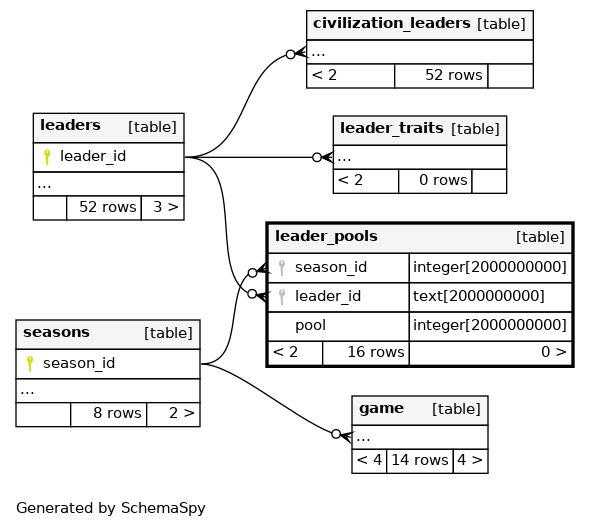 civilization_leaders [table]
...
< 2 52 rows
leaders [table]
leader_id
...
52 rows 3 >
leader_traits [table]
...
< 2 0 rows
leader_pools [table]
season_id integer[2000000000]
leader_id text[2000000000]
pool integer[2000000000]
< 2 16 rows 0 >
seasons [table]
season_id
...
8 rows 2 >
game [table]
...
< 4 14 rows 4 >
Generated by SchemaSpy